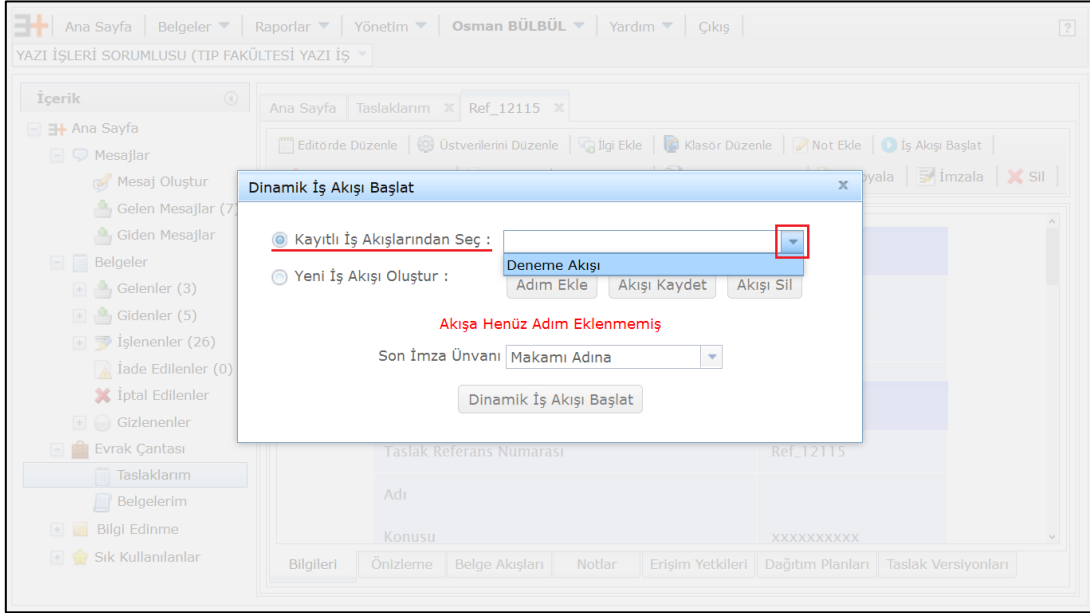 Ana Sayfa Belgeler Raporlar Yönetim Osman BÜLBÜL Yardım Çıkış ?
YAZI İŞLERİ SORUMLUSU (TIP FAKÜLTESİ YAZI İŞ
İçerik
Ana Sayfa
Mesajlar
Mesaj Oluştur
Gelen Mesajlar (7)
Giden Mesajlar
Belgeler
Gelenler (3)
Gidenler (5)
İşlenenler (26)
İade Edilenler (0)
İptal Edilenler
Gizlenenler
Evrak Çantası
Taslaklarım
Belgelerim
Bilgi Edinme
Sık Kullanılanlar
Ana Sayfa Taslaklarım x Ref_12115 x
Editörde Düzenle Üstverilerini Düzenle İlgi Ekle Klasör Düzenle Not Ekle İş Akışı Başlat
yala İmzala Sil
Dinamik İş Akışı Başlat x
Kayıtlı İş Akışlarından Seç :
Deneme Akışı
Yeni İş Akışı Oluştur :
Adım Ekle Akışı Kaydet Akışı Sil
Akışa Henüz Adım Eklenmemiş
Son İmza Ünvanı Makamı Adına
Dinamik İş Akışı Başlat
Taslak Referans Numarası Ref_12115
Adı
Konusu xxxxxxxxxx
Bilgileri Önizleme Belge Akışları Notlar Erişim Yetkileri Dağıtım Planları Taslak Versiyonları